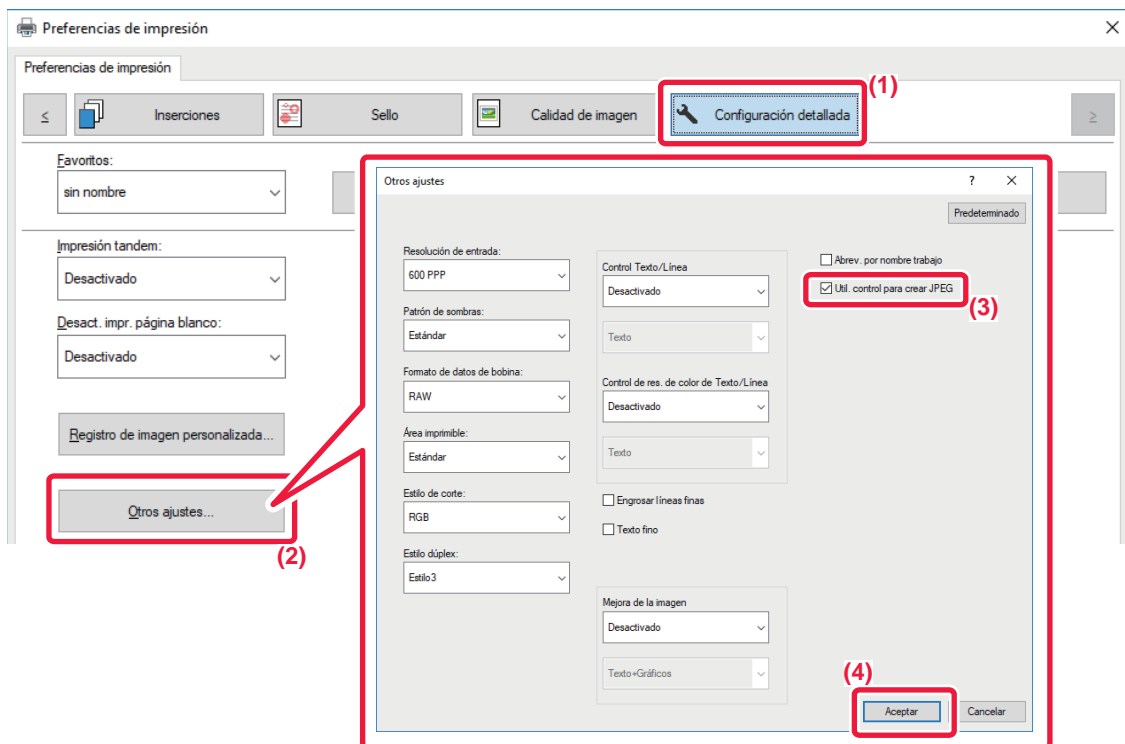 Preferencias de impresión
Preferencias de impresión
(1)
<
Inserciones
Sello
Calidad de imagen
Configuración detallada
>
Favoritos:
sin nombre
Impresión tandem:
Desactivado
Desact. impr. página blanco:
Desactivado
Registro de imagen personalizada...
Otros ajustes...
(2)
Otros ajustes
?
Predeterminado
Resolución de entrada:
600 PPP
Patrón de sombras:
Estándar
Formato de datos de bobina:
RAW
Área imprimible:
Estándar
Estilo de corte:
RGB
Estilo dúplex:
Estilo3
Control Texto/Línea
Desactivado
Texto
Control de res. de color de Texto/Línea
Desactivado
Texto
Engrosar líneas finas
Texto fino
Mejora de la imagen
Desactivado
Texto+Gráficos
Abrev. por nombre trabajo
Util. control para crear JPEG
(3)
(4)
Aceptar
Cancelar